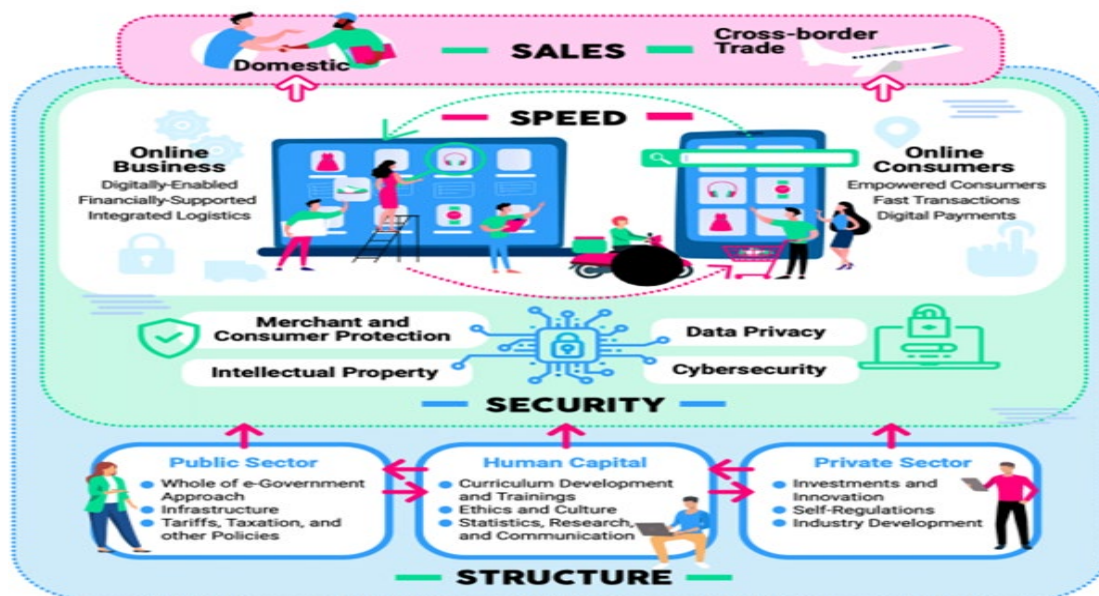 Domestic
SALES
Cross-border
Trade
SPEED
Online
Business
Digitally-Enabled
Financially-Supported
Integrated Logistics
Online
Consumers
Empowered Consumers
Fast Transactions
Digital Payments
Merchant and
Consumer Protection
Intellectual Property
Data Privacy
Cybersecurity
SECURITY
Public Sector
Whole of e-Government
Approach
Infrastructure
Tariffs, Taxation, and
other Policies
Human Capital
Curriculum Development
and Trainings
Ethics and Culture
Statistics, Research,
and Communication
Private Sector
Investments and
Innovation
Self-Regulations
Industry Development
STRUCTURE